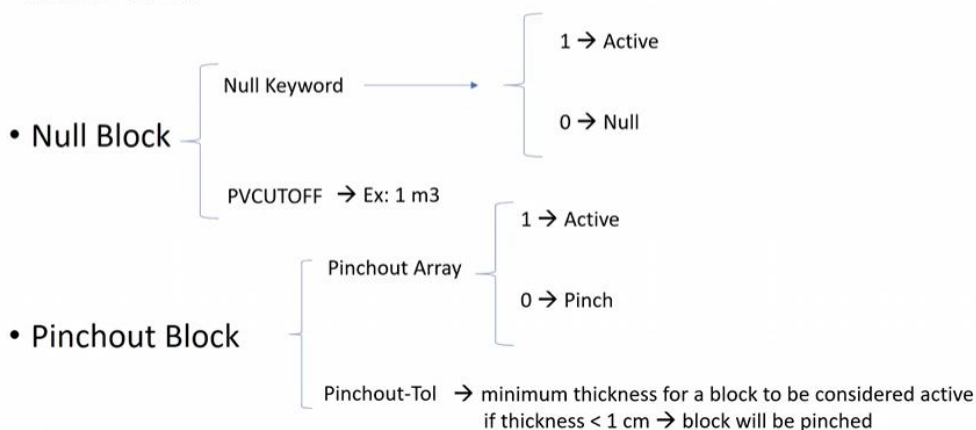 1 → Active
Null Keyword
0 → Null
• Null Block
PVCUTOFF → Ex: 1 m3
1 → Active
Pinchout Array
0 → Pinch
• Pinchout Block
Pinchout-Tol → minimum thickness for a block to be considered active
if thickness < 1 cm → block will be pinched